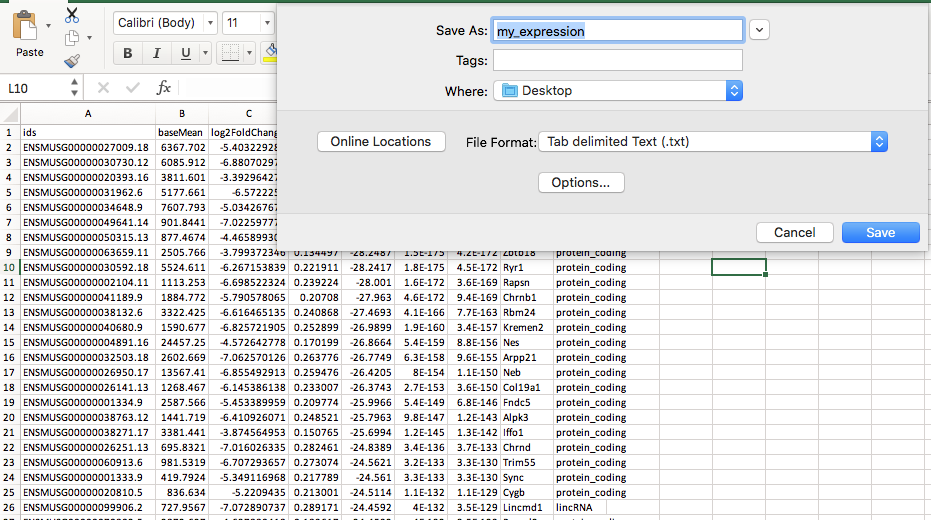 Calibri (Body) 11
Paste
B I U
L10 fx
Save As: my_expression
Tags:
Where: Desktop
Online Locations File Format: Tab delimited Text (.txt)
Options...
Cancel Save
A B C
1 ids baseMean log2FoldChang
2 ENSMUSG00000027009.18 6367.702 -5.40322928
3 ENSMUSG00000030730.12 6085.912 -6.88070297
4 ENSMUSG00000020393.16 3811.601 -3.39296427
5 ENSMUSG00000031962.6 5177.661 -6.572225
6 ENSMUSG00000034648.9 7607.793 -5.03426767
7 ENSMUSG00000049641.14 901.8441 -7.02259777
8 ENSMUSG00000050315.13 877.4674 -4.46589930
9 ENSMUSG00000063659.11 2505.766 -3.799372346 0.134497 -28.2487 1.5E-175 4.2E-172 Zbtb18 protein_coding
10 ENSMUSG00000030592.18 5524.611 -6.267153839 0.221911 -28.2417 1.8E-175 4.5E-172 Ryr1 protein_coding
11 ENSMUSG00000002104.11 1113.253 -6.698522324 0.239224 -28.001 1.6E-172 3.6E-169 Rapsn protein_coding
12 ENSMUSG00000041189.9 1884.772 -5.790578065 0.20708 -27.963 4.6E-172 9.4E-169 Chrnb1 protein_coding
13 ENSMUSG00000038132.6 3322.425 -6.616465135 0.240868 -27.4693 4.1E-166 7.7E-163 Rbm24 protein_coding
14 ENSMUSG00000040680.9 1590.677 -6.825721905 0.252899 -26.9899 1.9E-160 3.4E-157 Kremen2 protein_coding
15 ENSMUSG00000004891.16 24457.25 -4.572642778 0.170199 -26.8664 5.4E-159 8.8E-156 Nes protein_coding
16 ENSMUSG00000032503.18 2602.669 -7.062570126 0.263776 -26.7749 6.3E-158 9.6E-155 Arpp21 protein_coding
17 ENSMUSG00000026950.17 13567.41 -6.855492913 0.259476 -26.4205 8E-154 1.1E-150 Neb protein_coding
18 ENSMUSG00000026141.13 1268.467 -6.145386138 0.233007 -26.3743 2.7E-153 3.6E-150 Col19a1 protein_coding
19 ENSMUSG00000001334.9 2587.566 -5.453389959 0.209774 -25.9966 5.4E-149 6.8E-146 Fndc5 protein_coding
20 ENSMUSG00000038763.12 1441.719 -6.410926071 0.248521 -25.7963 9.8E-147 1.2E-143 Alpk3 protein_coding
21 ENSMUSG00000038271.17 3381.441 -3.874564953 0.150765 -25.6994 1.2E-145 1.3E-142 Iffo1 protein_coding
22 ENSMUSG00000026251.13 695.8321 -7.016026335 0.282461 -24.8389 3.4E-136 3.7E-133 Chrnd protein_coding
23 ENSMUSG00000060913.6 981.5319 -6.707293657 0.273074 -24.5621 3.2E-133 3.3E-130 Trim55 protein_coding
24 ENSMUSG00000001333.9 419.7924 -5.349116968 0.217789 -24.561 3.3E-133 3.3E-130 Sync protein_coding
25 ENSMUSG00000020810.5 836.634 -5.2209435 0.213001 -24.5114 1.1E-132 1.1E-129 Cygb protein_coding
26 ENSMUSG00000099906.2 727.9567 -7.072890737 0.289171 -24.4592 4E-132 3.5E-129 Lincmd1 lincRNA